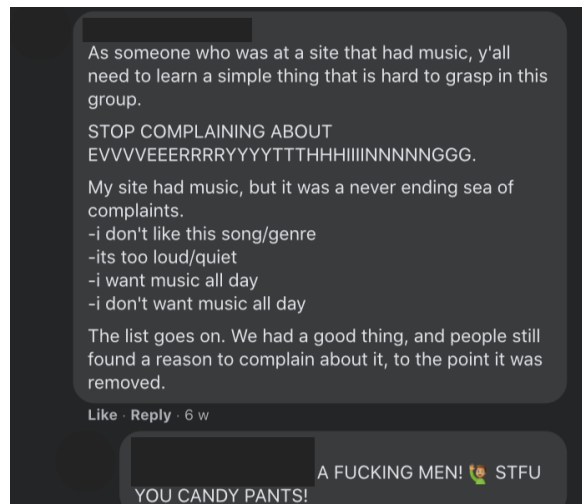 As someone who was at a site that had music, y'all
need to learn a simple thing that is hard to grasp in this
group.
STOP COMPLAINING ABOUT
EVVVVEEERRRRYYYYTTTHHHIIIINNNNNGGG.
My site had music, but it was a never ending sea of
complaints.
-i don't like this song/genre
-its too loud/quiet
-i want music all day
-i don't want music all day
The list goes on. We had a good thing, and people still
found a reason to complain about it, to the point it was
removed.
Like · Reply · 6 w
A FUCKING MEN! 🙋🏽‍♂️ STFU
YOU CANDY PANTS!